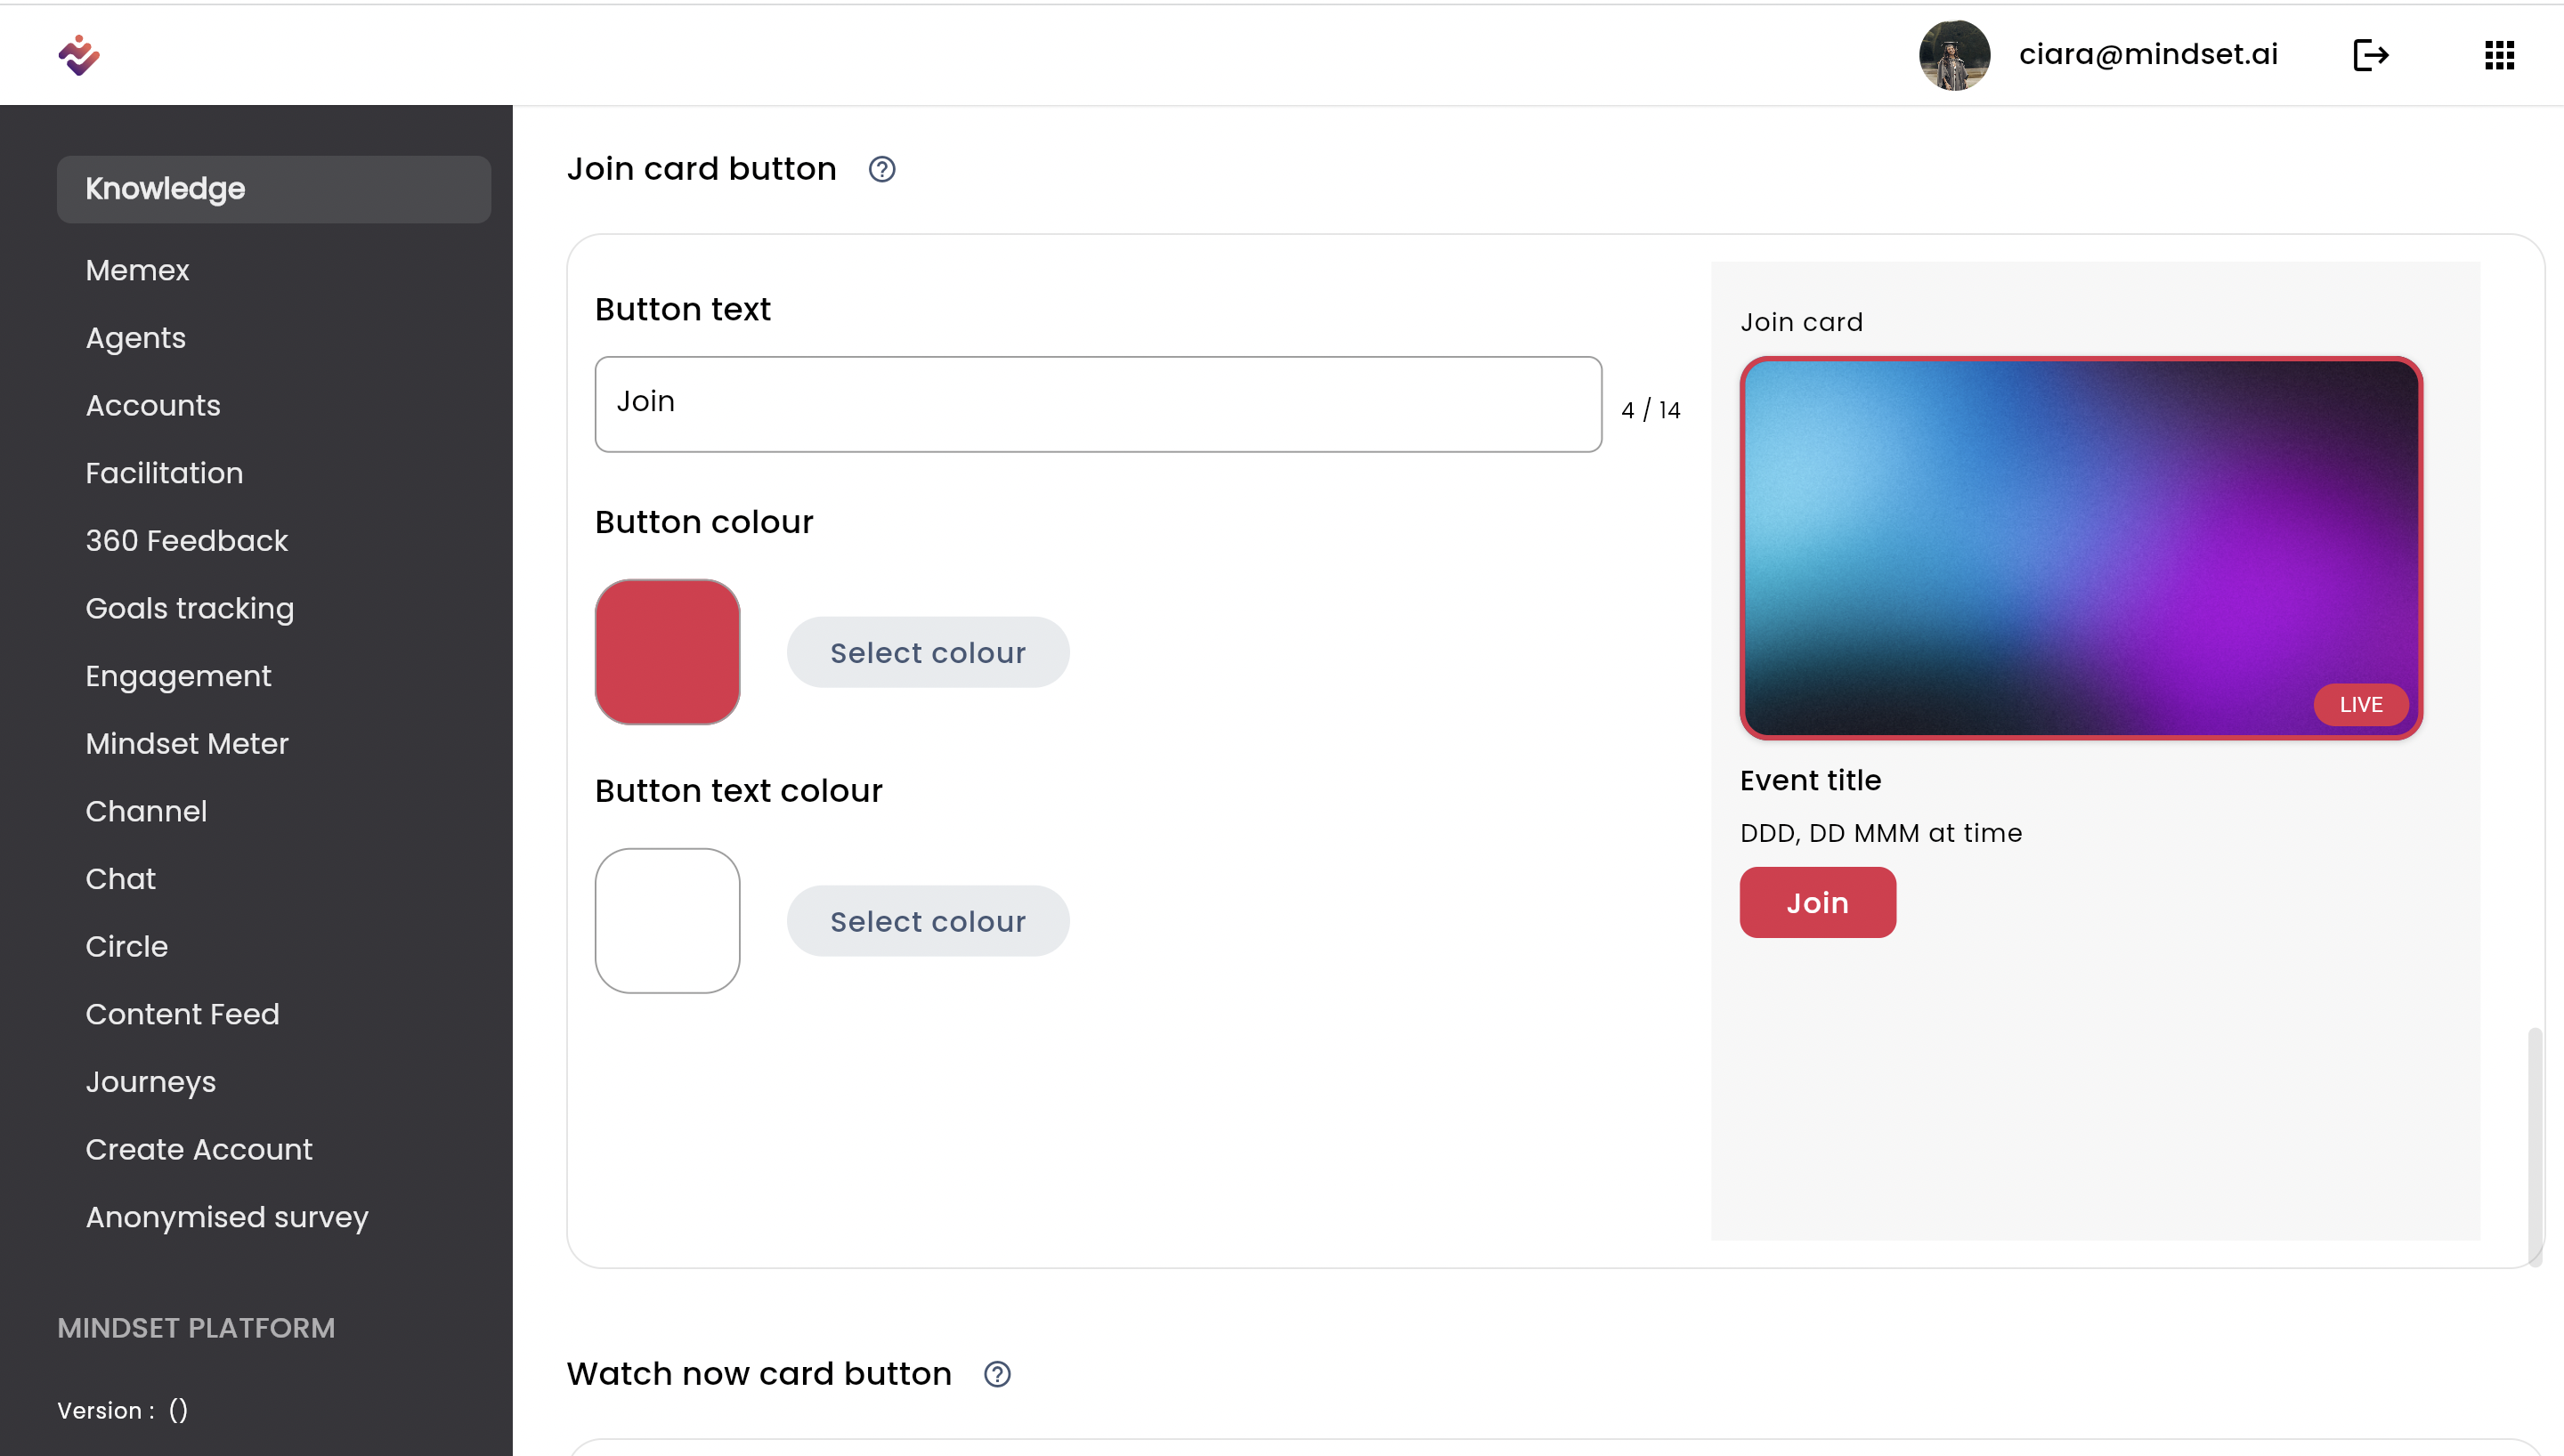 ciara@mindset.ai
Knowledge
Memex
Agents
Accounts
Facilitation
360 Feedback
Goals tracking
Engagement
Mindset Meter
Channel
Chat
Circle
Content Feed
Journeys
Create Account
Anonymised survey
MINDSET PLATFORM
Version : ()
Join card button
Button text
Join
4 / 14
Button colour
Select colour
Button text colour
Select colour
Join card
LIVE
Event title
DDD, DD MMM at time
Join
Watch now card button